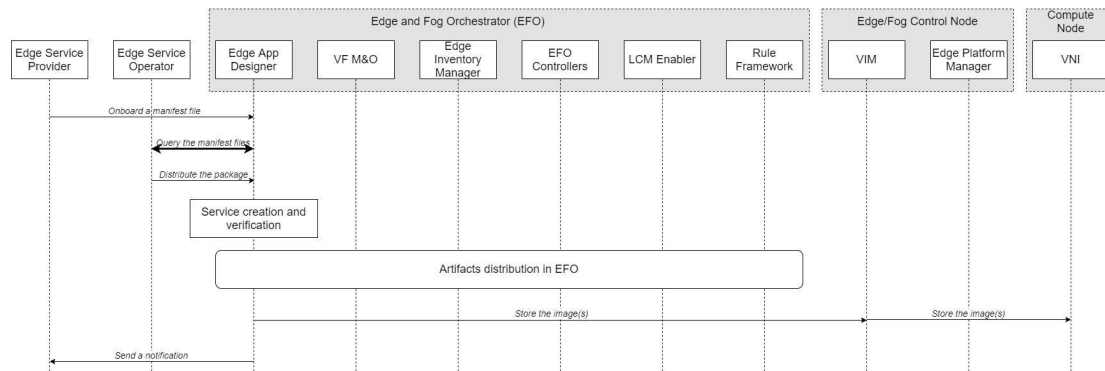 Edge and Fog Orchestrator (EFO)
Edge/Fog Control Node
Compute
Node
Edge Service
Provider
Edge Service
Operator
Edge App
Designer
VF M&O
Edge
Inventory
Manager
EFO
Controllers
LCM Enabler
Rule
Framework
VIM
Edge Platform
Manager
VNI
Onboard a manifest file
Query the manifest files
Distribute the package
Service creation and
verification
Artifacts distribution in EFO
Store the image(s)
Store the image(s)
Send a notification